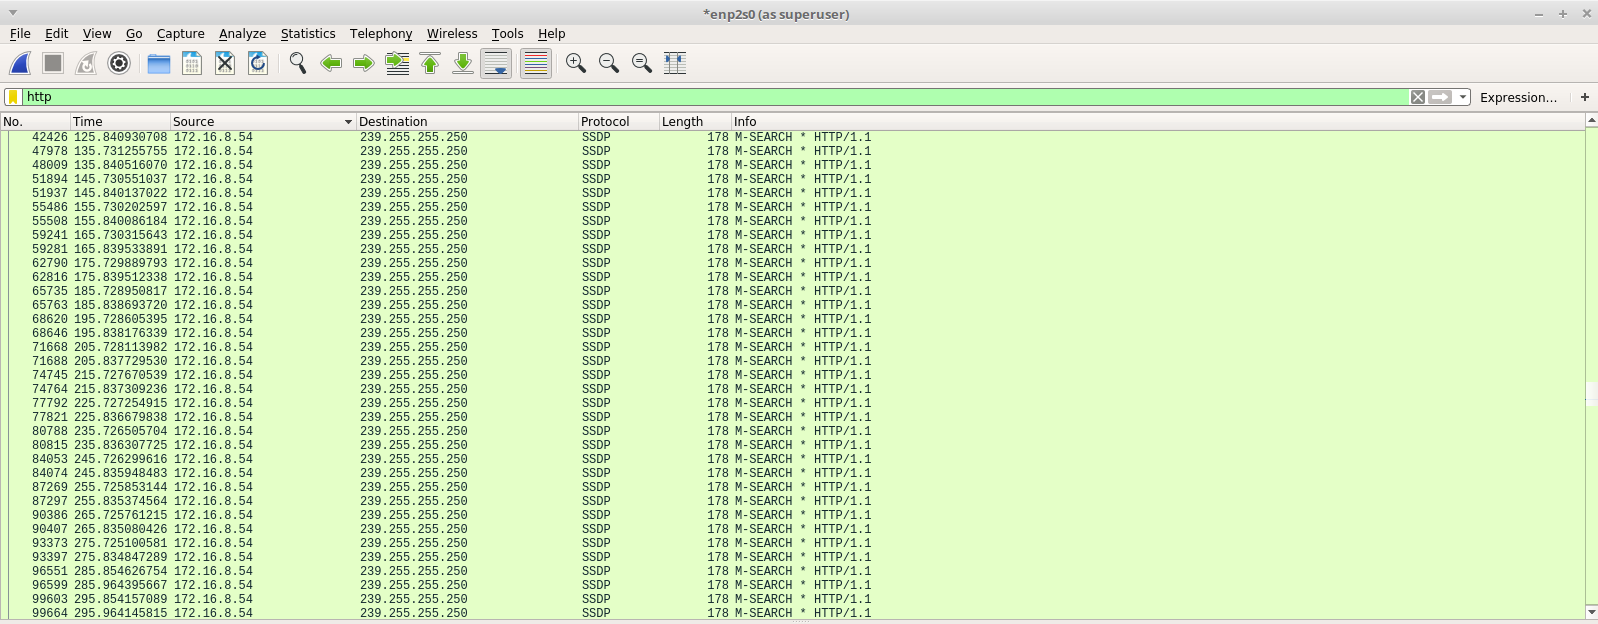 *enp2s0 (as superuser)
File Edit View Go Capture Analyze Statistics Telephony Wireless Tools Help
http Expression... +
No. Time Source Destination Protocol Length Info
42426 125.840930708 172.16.8.54 239.255.255.250 SSDP 178 M-SEARCH * HTTP/1.1
47978 135.731255755 172.16.8.54 239.255.255.250 SSDP 178 M-SEARCH * HTTP/1.1
48009 135.840516070 172.16.8.54 239.255.255.250 SSDP 178 M-SEARCH * HTTP/1.1
51894 145.730551037 172.16.8.54 239.255.255.250 SSDP 178 M-SEARCH * HTTP/1.1
51937 145.840137022 172.16.8.54 239.255.255.250 SSDP 178 M-SEARCH * HTTP/1.1
55486 155.730202597 172.16.8.54 239.255.255.250 SSDP 178 M-SEARCH * HTTP/1.1
55508 155.840086184 172.16.8.54 239.255.255.250 SSDP 178 M-SEARCH * HTTP/1.1
59241 165.730315643 172.16.8.54 239.255.255.250 SSDP 178 M-SEARCH * HTTP/1.1
59281 165.839533891 172.16.8.54 239.255.255.250 SSDP 178 M-SEARCH * HTTP/1.1
62790 175.729889793 172.16.8.54 239.255.255.250 SSDP 178 M-SEARCH * HTTP/1.1
62816 175.839512338 172.16.8.54 239.255.255.250 SSDP 178 M-SEARCH * HTTP/1.1
65735 185.728950817 172.16.8.54 239.255.255.250 SSDP 178 M-SEARCH * HTTP/1.1
65763 185.838693720 172.16.8.54 239.255.255.250 SSDP 178 M-SEARCH * HTTP/1.1
68620 195.728605395 172.16.8.54 239.255.255.250 SSDP 178 M-SEARCH * HTTP/1.1
68646 195.838176339 172.16.8.54 239.255.255.250 SSDP 178 M-SEARCH * HTTP/1.1
71668 205.728113982 172.16.8.54 239.255.255.250 SSDP 178 M-SEARCH * HTTP/1.1
71688 205.837729530 172.16.8.54 239.255.255.250 SSDP 178 M-SEARCH * HTTP/1.1
74745 215.727670539 172.16.8.54 239.255.255.250 SSDP 178 M-SEARCH * HTTP/1.1
74764 215.837309236 172.16.8.54 239.255.255.250 SSDP 178 M-SEARCH * HTTP/1.1
77792 225.727254915 172.16.8.54 239.255.255.250 SSDP 178 M-SEARCH * HTTP/1.1
77821 225.836679838 172.16.8.54 239.255.255.250 SSDP 178 M-SEARCH * HTTP/1.1
80788 235.726505704 172.16.8.54 239.255.255.250 SSDP 178 M-SEARCH * HTTP/1.1
80815 235.836307725 172.16.8.54 239.255.255.250 SSDP 178 M-SEARCH * HTTP/1.1
84053 245.726299616 172.16.8.54 239.255.255.250 SSDP 178 M-SEARCH * HTTP/1.1
84074 245.835948483 172.16.8.54 239.255.255.250 SSDP 178 M-SEARCH * HTTP/1.1
87269 255.725853144 172.16.8.54 239.255.255.250 SSDP 178 M-SEARCH * HTTP/1.1
87297 255.835374564 172.16.8.54 239.255.255.250 SSDP 178 M-SEARCH * HTTP/1.1
90386 265.725761215 172.16.8.54 239.255.255.250 SSDP 178 M-SEARCH * HTTP/1.1
90407 265.835080426 172.16.8.54 239.255.255.250 SSDP 178 M-SEARCH * HTTP/1.1
93373 275.725100581 172.16.8.54 239.255.255.250 SSDP 178 M-SEARCH * HTTP/1.1
93397 275.834847289 172.16.8.54 239.255.255.250 SSDP 178 M-SEARCH * HTTP/1.1
96551 285.854626754 172.16.8.54 239.255.255.250 SSDP 178 M-SEARCH * HTTP/1.1
96599 285.964395667 172.16.8.54 239.255.255.250 SSDP 178 M-SEARCH * HTTP/1.1
99603 295.854157089 172.16.8.54 239.255.255.250 SSDP 178 M-SEARCH * HTTP/1.1
99664 295.964145815 172.16.8.54 239.255.255.250 SSDP 178 M-SEARCH * HTTP/1.1